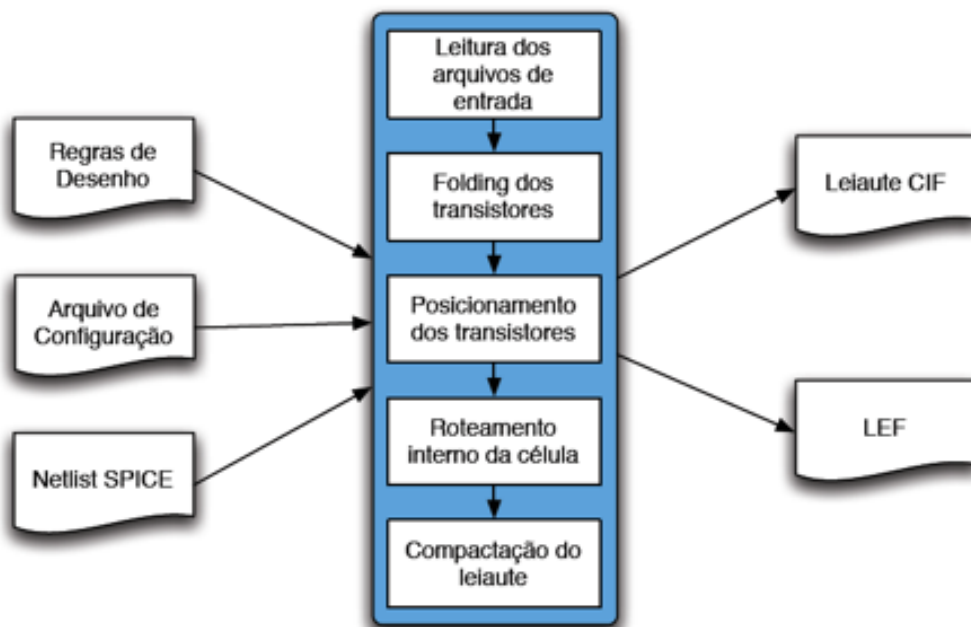 Leitura dos
arquivos de
entrada
Regras de
Desenho
Folding dos
transistores
Leiaute CIF
Arquivo de
Configuração
Posicionamento
dos transistores
Roteamento
interno da célula
LEF
Netlist SPICE
Compactação do
leiaute